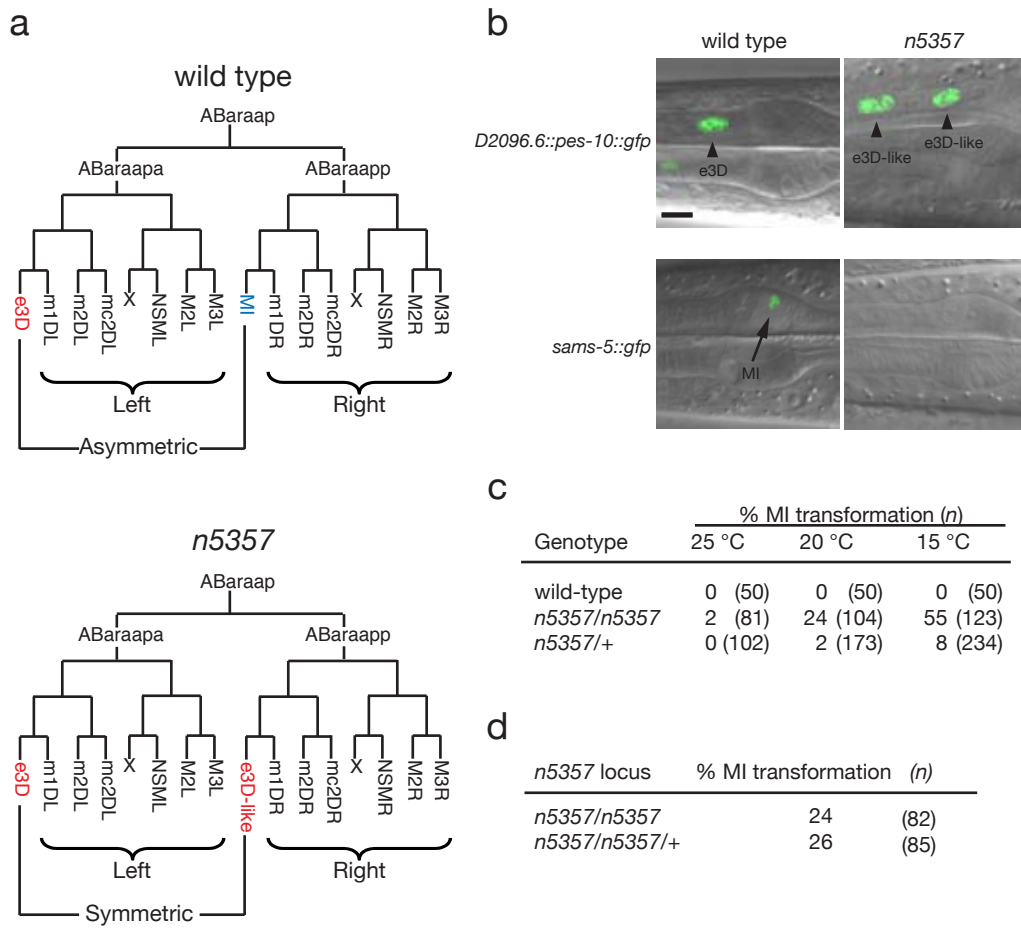 a
wild type
ABaraap
ABaraapa ABaraapp
e3D m1DL m2DL mc2DL X NSML M2L M3L MI m1DR m2DR mc2DR X NSMR M2R M3R
Left Right
Asymmetric
n5357
ABaraap
ABaraapa ABaraapp
e3D m1DL m2DL mc2DL X NSML M2L M3L e3D-like m1DR m2DR mc2DR X NSMR M2R M3R
Left Right
Symmetric
b
wild type n5357
D2096.6::pes-10::gfp
e3D
e3D-like e3D-like
sams-5::gfp
MI
c
% MI transformation (n)
Genotype 25 °C 20 °C 15 °C
wild-type 0 (50) 0 (50) 0 (50)
n5357/n5357 2 (81) 24 (104) 55 (123)
n5357/+ 0 (102) 2 (173) 8 (234)
d
n5357 locus % MI transformation (n)
n5357/n5357 24 (82)
n5357/n5357/+ 26 (85)